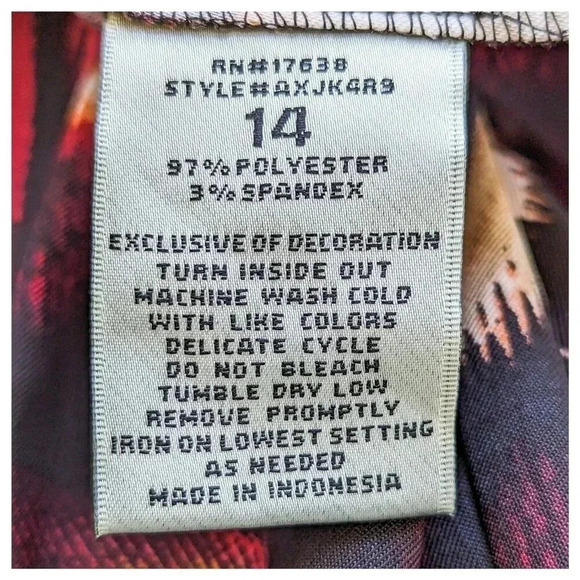 RN#17638
STYLE#AXJK4R9
14
97% POLYESTER
3% SPANDEX
EXCLUSIVE OF DECORATION
TURN INSIDE OUT
MACHINE WASH COLD
WITH LIKE COLORS
DELICATE CYCLE
DO NOT BLEACH
TUMBLE DRY LOW
REMOVE PROMPTLY
IRON ON LOWEST SETTING
AS NEEDED
MADE IN INDONESIA